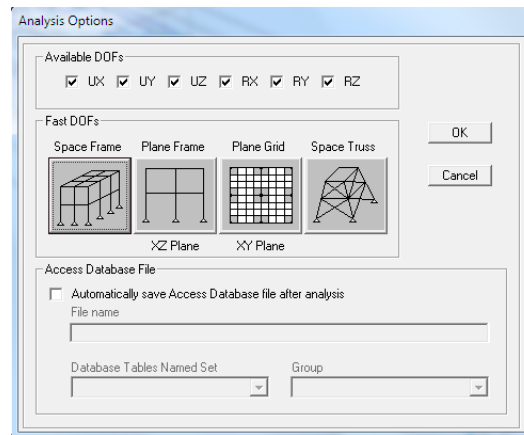 Analysis Options
Available DOFs
UX UY UZ RX RY RZ
Fast DOFs
Space Frame Plane Frame Plane Grid Space Truss
XZ Plane XY Plane
OK
Cancel
Access Database File
Automatically save Access Database file after analysis
File name
Database Tables Named Set Group